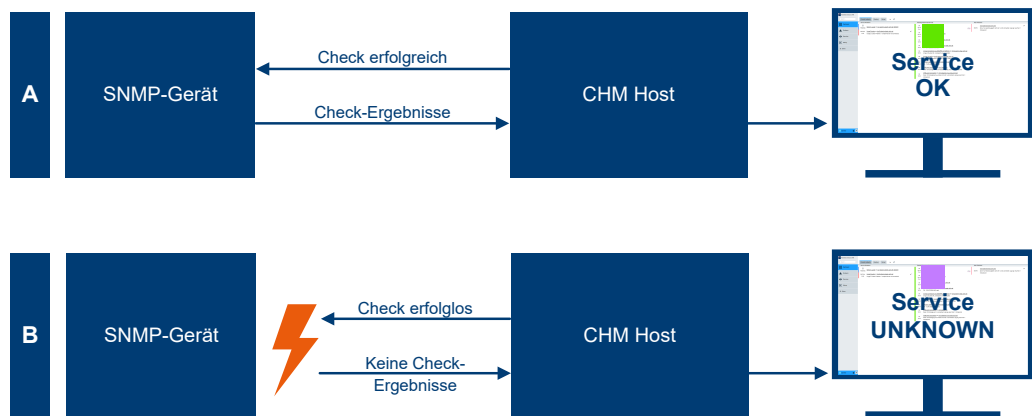 A
SNMP-Gerät
Check erfolgreich
Check-Ergebnisse
CHM Host
Service
OK
B
SNMP-Gerät
Check erfolglos
Keine Check-
Ergebnisse
CHM Host
Service
UNKNOWN